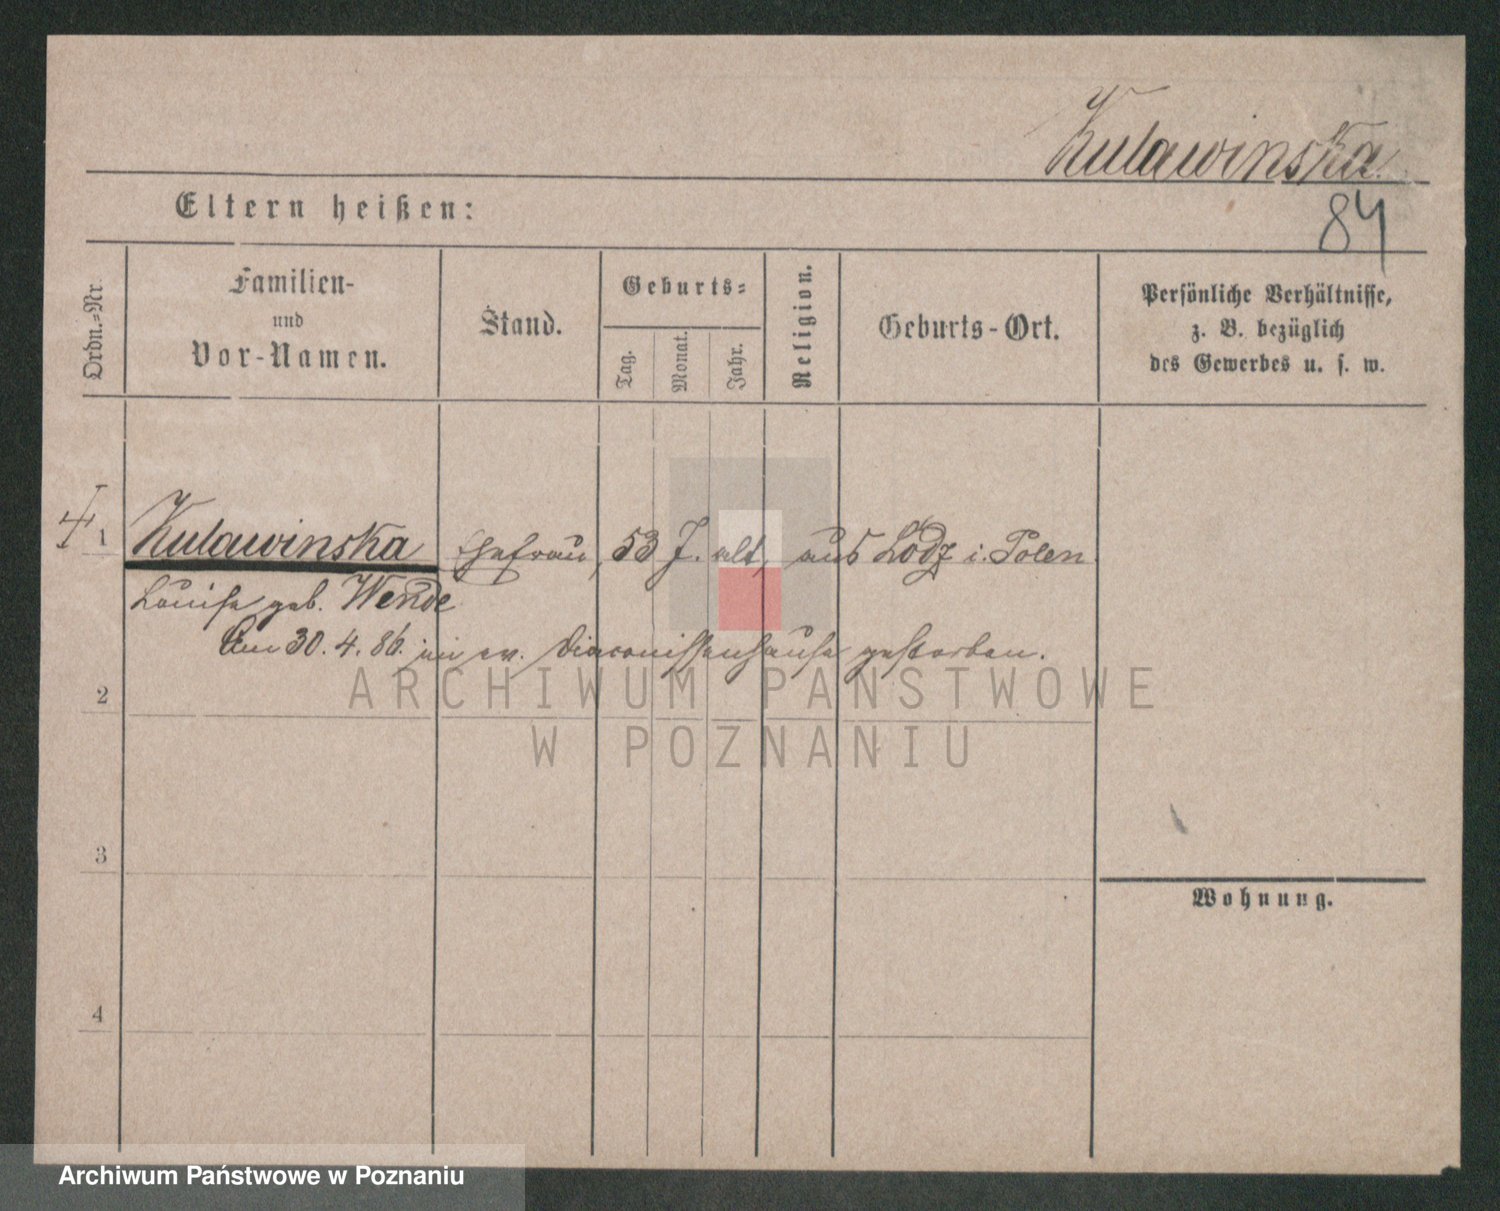 Kulawinska
84
Eltern heißen:
Ordn.=Nr.
Familien-
und
Vor-Namen.
Stand.
Geburts=
Tag.
Monat.
Jahr.
Religion.
Geburts-Ort.
Persönliche Verhältnisse,
z. B. bezüglich
des Gewerbes u. s. w.
1 Kulawinska Ehefrau, 53 J. alt, aus Lodz i. Polen.
Louise geb. Wende
Am 30. 4. 86. im ev. Diaconissenhause gestorben.
ARCHIWUM PAŃSTWOWE
W POZNANIU
2
3
Wohnung.
4
Archiwum Państwowe w Poznaniu